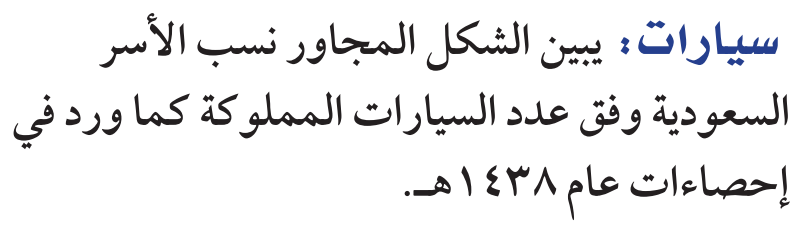 سيارات: يبين الشكل المجاور نسب الأسر
السعودية وفق عدد السيارات المملوكة كما ورد في
إحصاءات عام ١٤٣٨هـ.